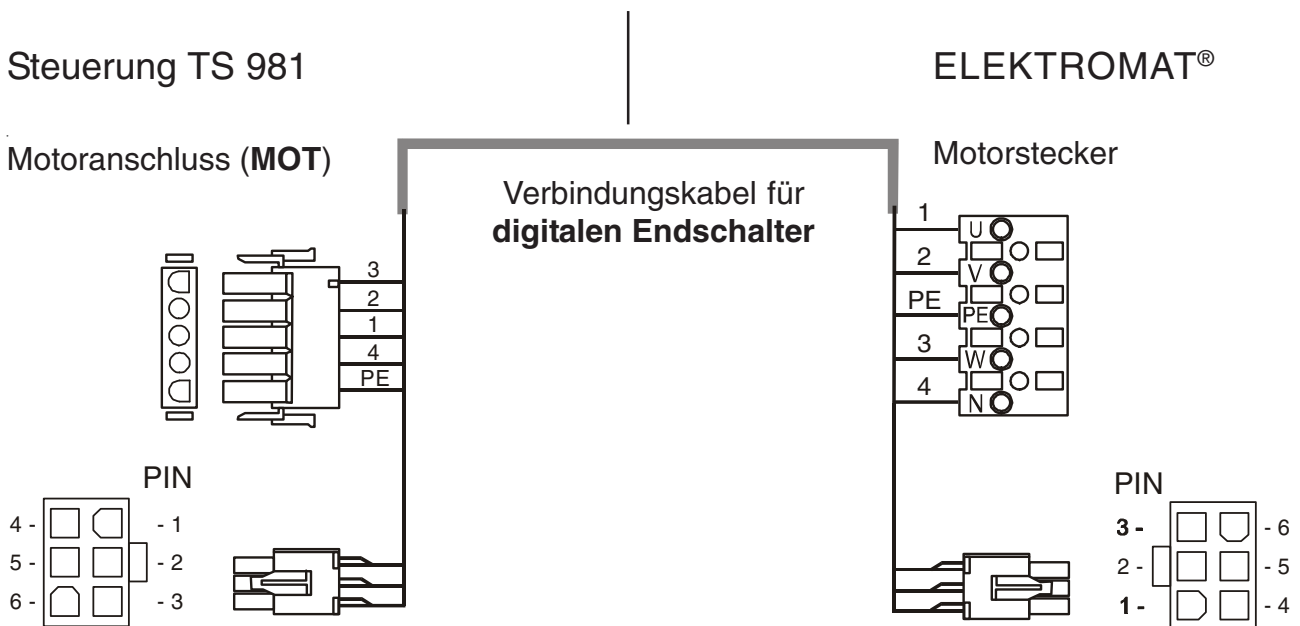 Steuerung TS 981
ELEKTROMAT®
Motoranschluss (MOT)
Motorstecker
Verbindungskabel für
digitalen Endschalter
3
2
1
4
PE
1
U
2
V
PE
PE
3
W
4
N
PIN
4 -
- 1
5 -
- 2
6 -
- 3
PIN
3 -
- 6
2 -
- 5
1 -
- 4